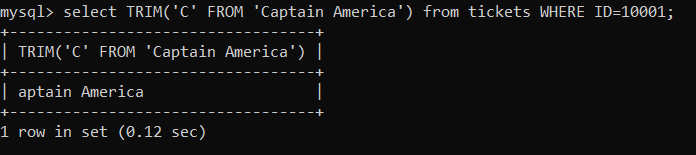 mysql> select TRIM('C' FROM 'Captain America') from tickets WHERE ID=10001;
+----------------------------------+
| TRIM('C' FROM 'Captain America') |
+----------------------------------+
| aptain America                   |
+----------------------------------+
1 row in set (0.12 sec)